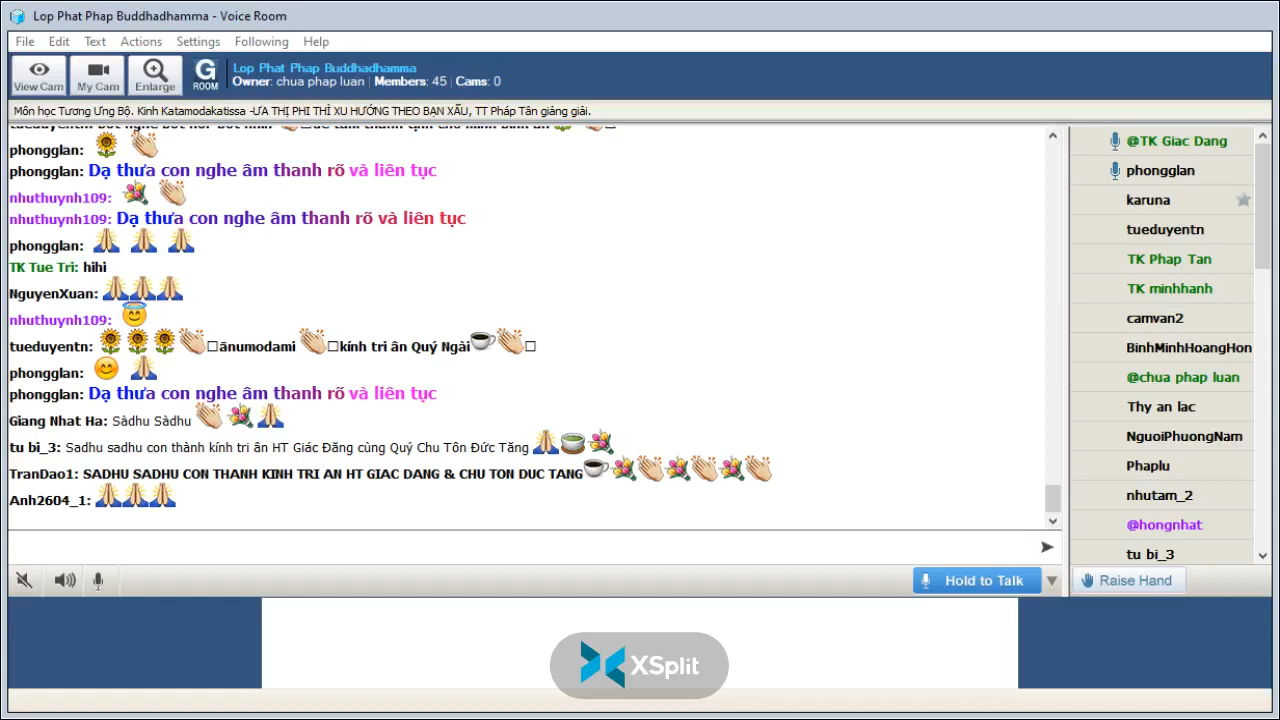 Lop Phat Phap Buddhadhamma - Voice Room
File Edit Text Actions Settings Following Help
View Cam My Cam Enlarge G ROOM
Lop Phat Phap Buddhadhamma
Owner: chua phap luan | Members: 45 | Cams: 0
Môn học Tương Ưng Bộ. Kinh Katamodakatissa -ƯA THỊ PHI THÌ XU HƯỚNG THEO BẠN XẤU, TT Pháp Tân giảng giải.
phongglan:
phongglan: Dạ thưa con nghe âm thanh rõ và liên tục
nhuthuynh109:
nhuthuynh109: Dạ thưa con nghe âm thanh rõ và liên tục
phongglan:
TK Tue Tri: hihi
NguyenXuan:
nhuthuynh109:
tueduyentn: ānumodami kính tri ân Quý Ngài
phongglan:
phongglan: Dạ thưa con nghe âm thanh rõ và liên tục
Giang Nhat Ha: Sàdhu Sàdhu
tu bi_3: Sadhu sadhu con thành kính tri ân HT Giác Đẳng cùng Quý Chu Tôn Đức Tăng
TranDao1: SADHU SADHU CON THANH KINH TRI AN HT GIAC DANG & CHU TON DUC TANG
Anh2604_1:
@TK Giac Dang
phongglan
karuna
tueduyentn
TK Phap Tan
TK minhhanh
camvan2
BinhMinhHoangHon
@chua phap luan
Thy an lac
NguoiPhuongNam
Phaplu
nhutam_2
@hongnhat
tu bi_3
Hold to Talk
Raise Hand
XSplit